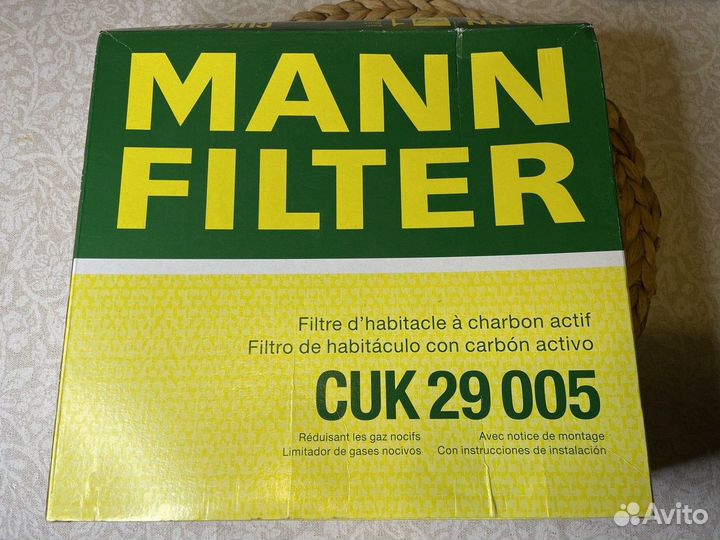 MANN
FILTER
Filtre d'habitacle à charbon actif
Filtro de habitáculo con carbón activo
CUK 29 005
Réduisant les gaz nocifs
Limitador de gases nocivos
Avec notice de montage
Con instrucciones de instalación
Avito